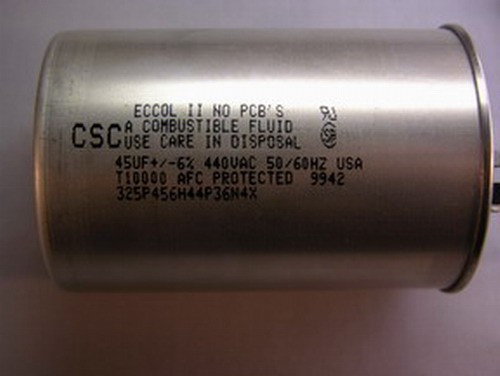 ECCOL II NO PCB'S
CSC A COMBUSTIBLE FLUID
USE CARE IN DISPOSAL
45UF+/-6% 440VAC 50/60HZ USA
T10000 AFC PROTECTED 9942
325P456H44P36N4X